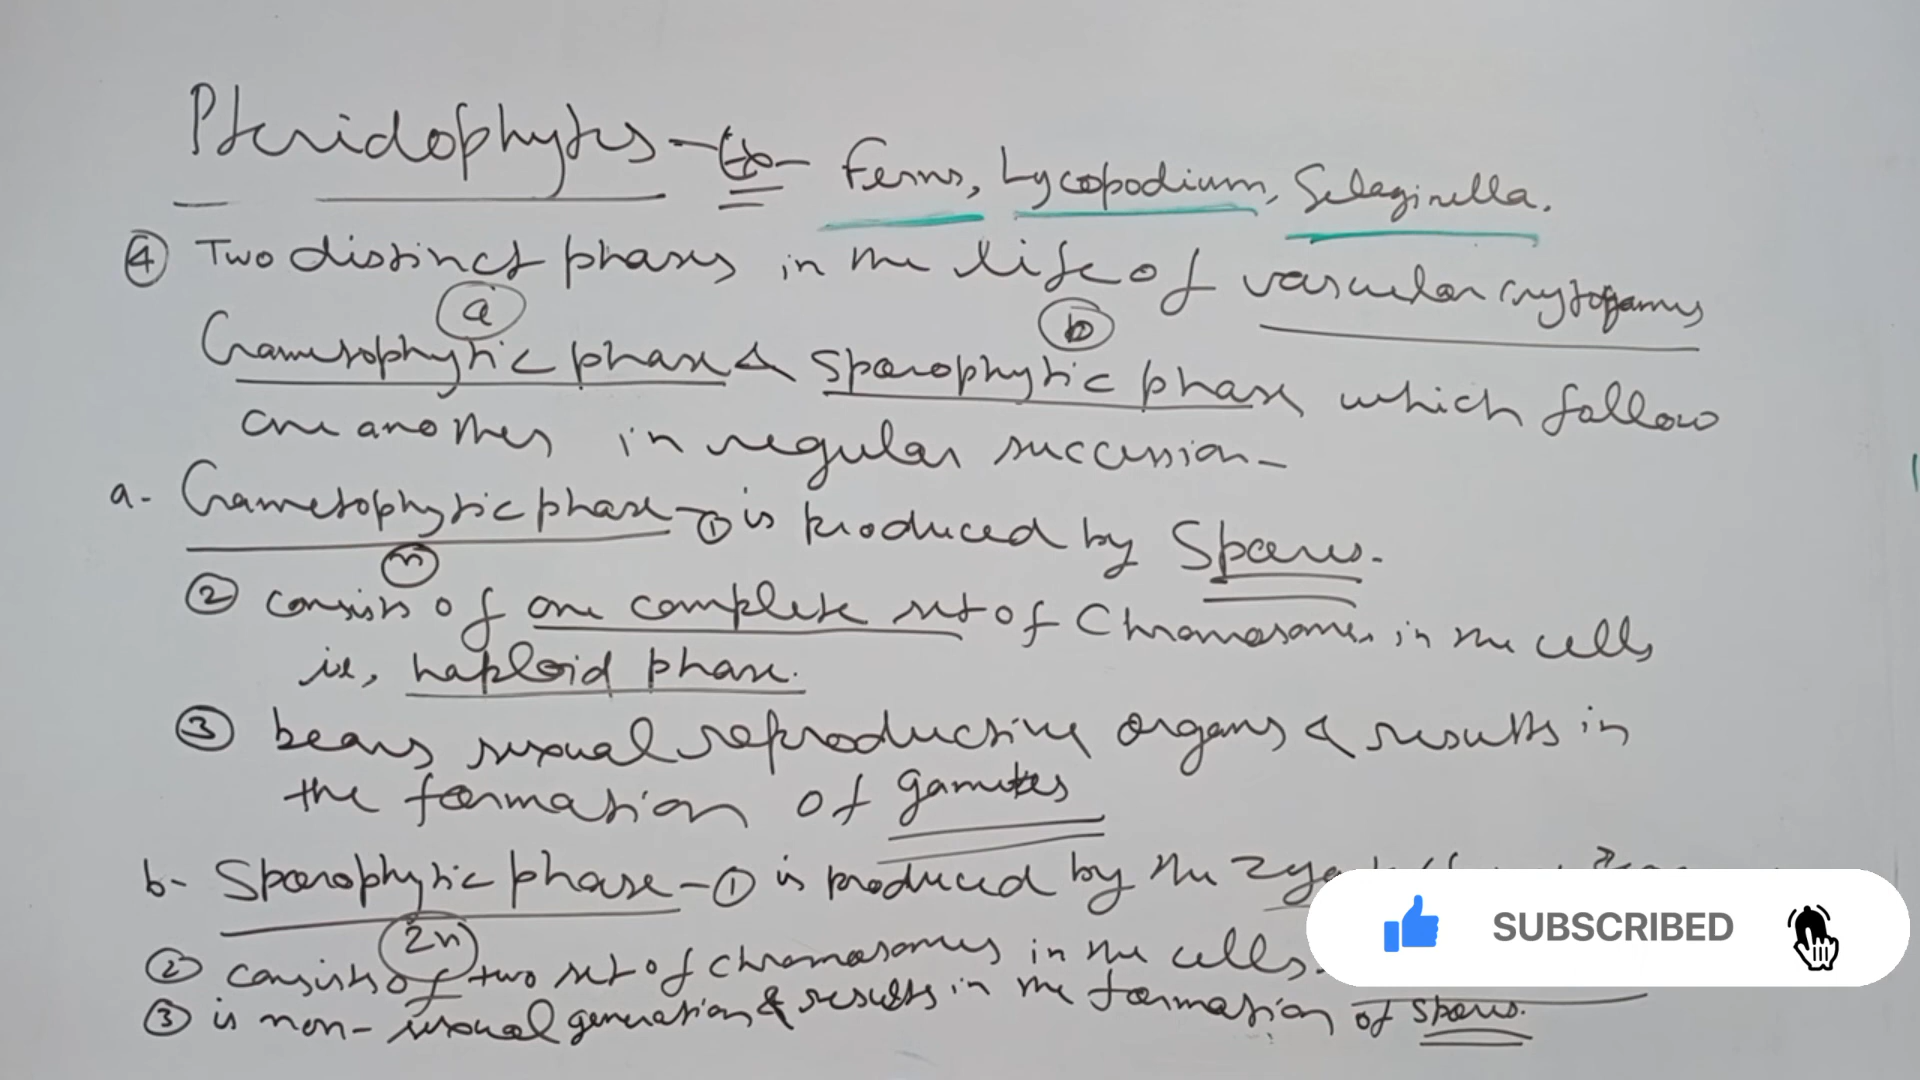 Pteridophytes - Ex - Ferns, Lycopodium, Selaginella.
④ Two distinct phases in the life of vascular cryptogams
ⓐ ⓑ
Gametophytic phase & Sporophytic phase which follow
one another in regular succession-
a- Gametophytic phase - ① is produced by Spores.
n
② consists of one complete set of Chromosomes in the cells
ie, haploid phase.
③ bears sexual reproductive organs & results in
the formation of gametes
b- Sporophytic phase - ① is produced by the
2n
② consists of two set of chromosomes in the cells.
③ is non-sexual generation & results in the formation of spores.
SUBSCRIBED